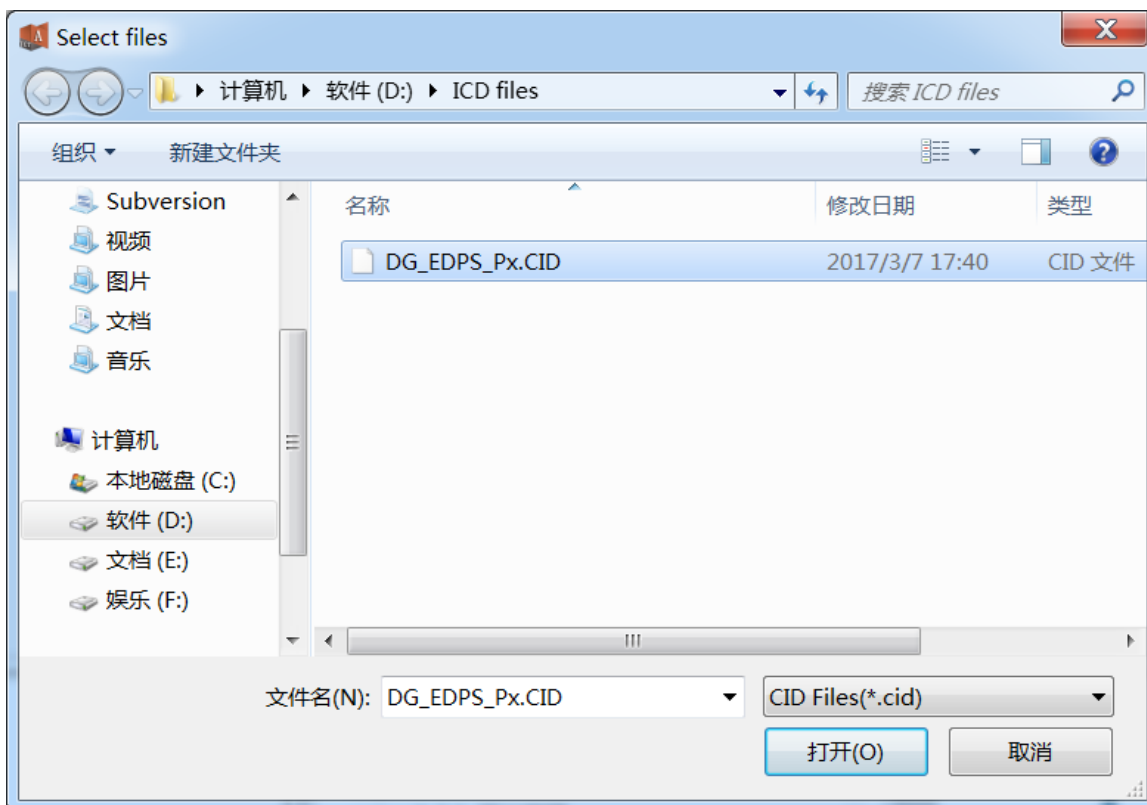 Select files
计算机 软件 (D:) ICD files
搜索 ICD files
组织 新建文件夹
Subversion
视频
图片
文档
音乐
计算机
本地磁盘 (C:)
软件 (D:)
文档 (E:)
娱乐 (F:)
名称 修改日期 类型
DG_EDPS_Px.CID 2017/3/7 17:40 CID 文件
文件名(N): DG_EDPS_Px.CID CID Files(*.cid)
打开(O) 取消